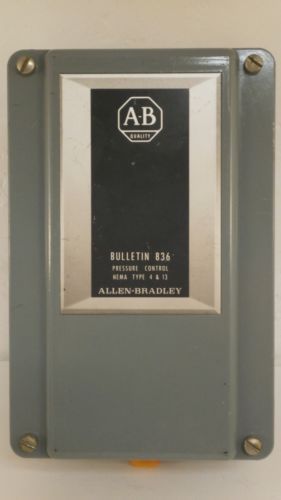 A-B
QUALITY
BULLETIN 836
PRESSURE CONTROL
NEMA TYPE 4 & 13
ALLEN-BRADLEY